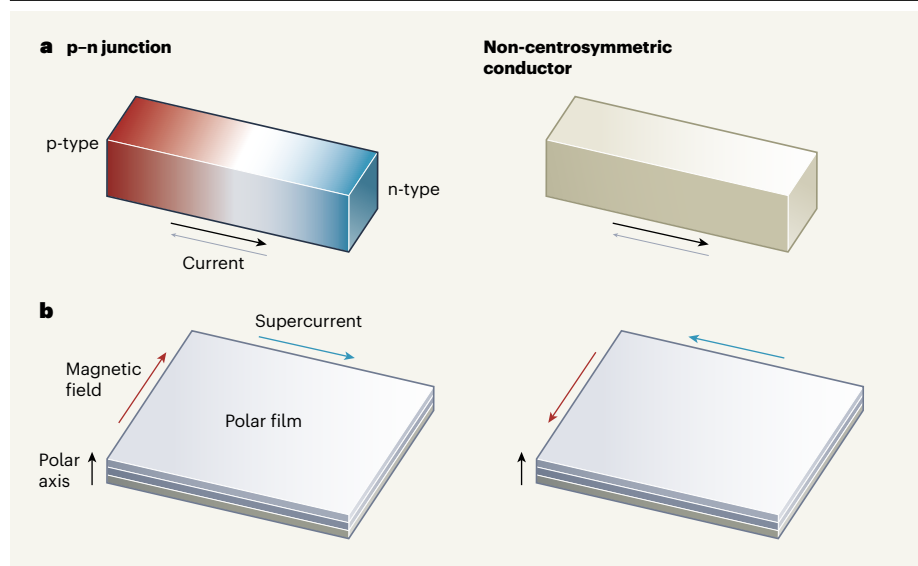 a p–n junction
Non-centrosymmetric
conductor
p-type
n-type
Current
b
Supercurrent
Magnetic
field
Polar film
Polar
axis